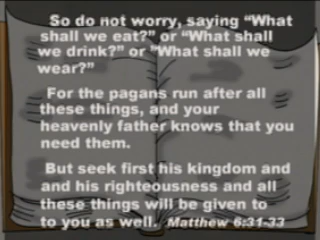 So do not worry, saying “What
shall we eat?” or “What shall
we drink?” or ”What shall we
wear?”
For the pagans run after all
these things, and your
heavenly father knows that you
need them.
But seek first his kingdom and
and his righteousness and all
these things will be given to
to you as well. Matthew 6:31-33